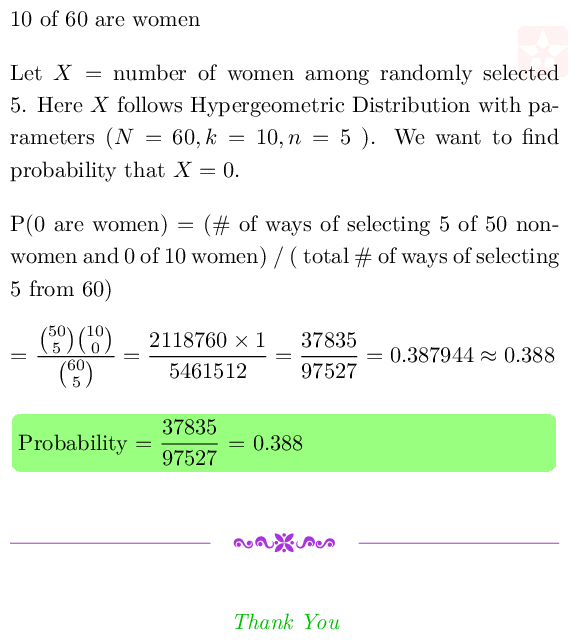 10 of 60 are women
Let X = number of women among randomly selected
5. Here X follows Hypergeometric Distribution with pa-
rameters (N = 60, k = 10, n = 5 ). We want to find
probability that X = 0.
P(0 are women) = (# of ways of selecting 5 of 50 non-
women and 0 of 10 women) / ( total # of ways of selecting
5 from 60)
= \frac{\binom{50}{5}\binom{10}{0}}{\binom{60}{5}} = \frac{2118760 × 1}{5461512} = \frac{37835}{97527} = 0.387944 ≈ 0.388
Probability = \frac{37835}{97527} = 0.388
Thank You